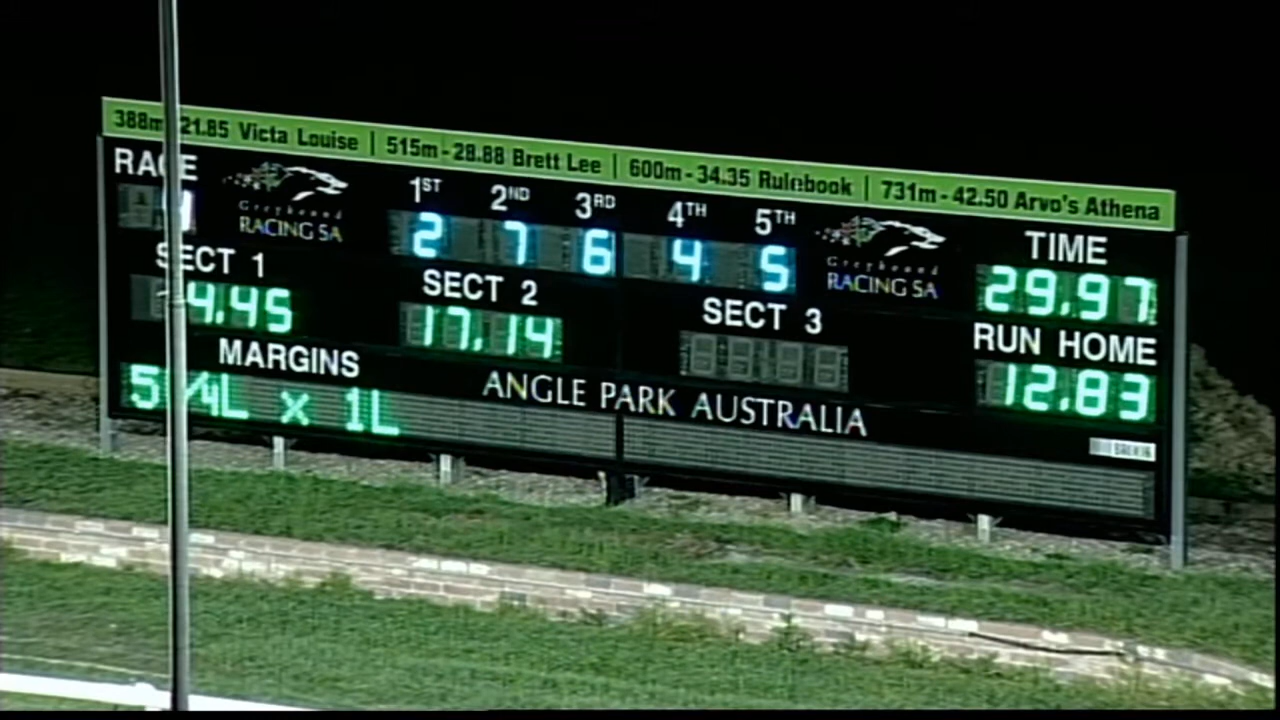 388m 21.85 Victa Louise | 515m - 28.88 Brett Lee | 600m - 34.35 Rulebook | 731m - 42.50 Arvo's Athena
RACE 1ST 2ND 3RD 4TH 5TH TIME
Greyhound RACING SA 2 7 6 4 5 Greyhound RACING SA 29.97
SECT 1 SECT 2 SECT 3 RUN HOME
4.45 17.14 12.83
MARGINS ANGLE PARK AUSTRALIA
5 /4L x 1L